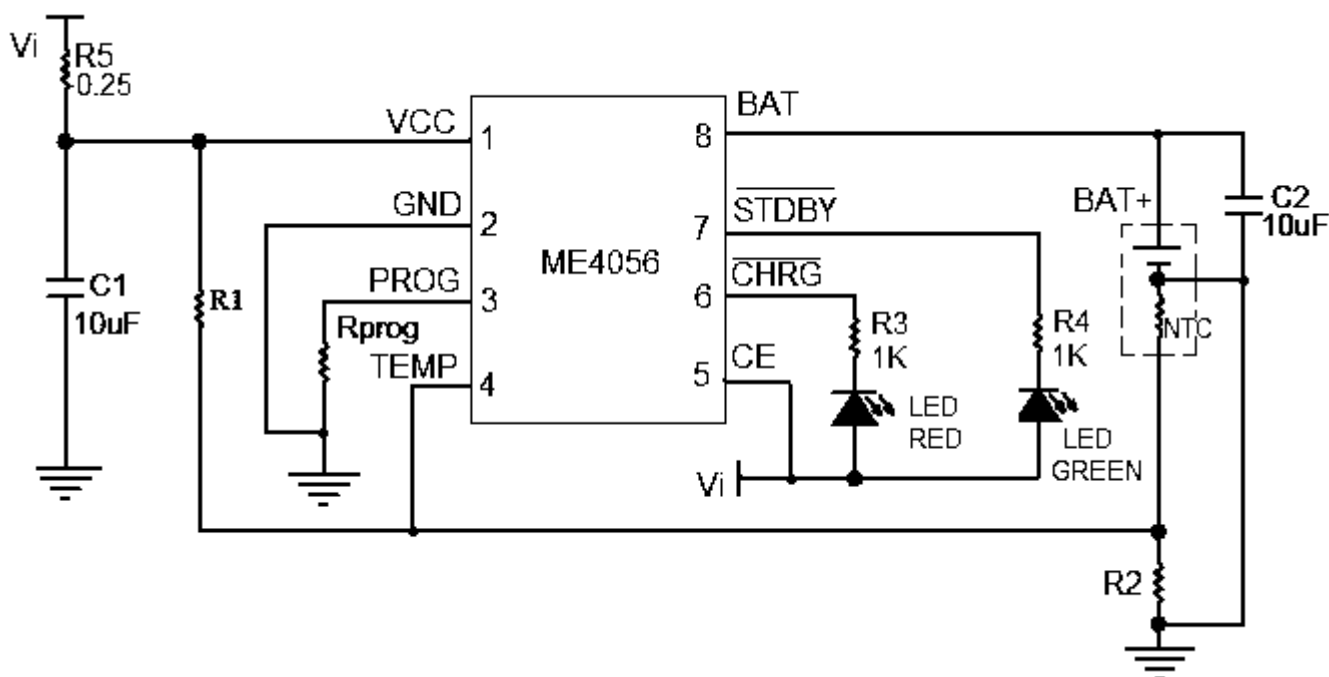 Vi
R5
0.25
VCC
1
GND
2
PROG
3
Rprog
TEMP
4
C1
10uF
R1
ME4056
BAT
8
STDBY
7
CHRG
6
CE
5
R3
1K
R4
1K
LED
RED
LED
GREEN
Vi
BAT+
C2
10uF
NTC
R2